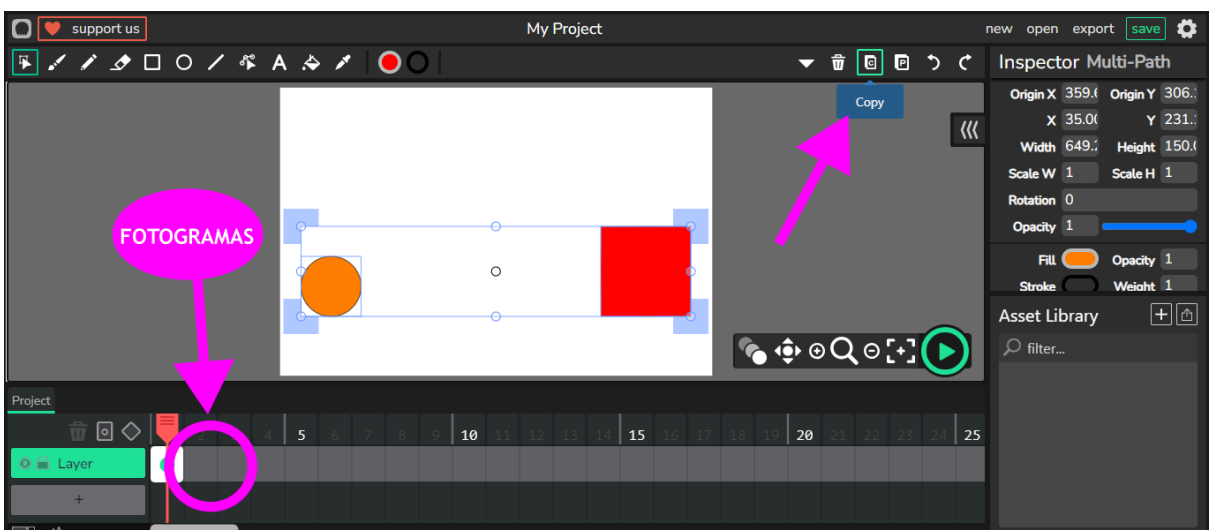 support us
My Project
new open export save
A
C P
Inspector Multi-Path
Copy
Origin X 359.6 Origin Y 306.
X 35.00 Y 231.
Width 649.2 Height 150.0
Scale W 1 Scale H 1
Rotation 0
Opacity 1
Fill Opacity 1
Stroke Weight 1
FOTOGRAMAS
Asset Library
filter...
Project
2 4 5 6 7 8 9 10 11 12 13 14 15 16 17 18 19 20 21 22 23 24 25
Layer
+